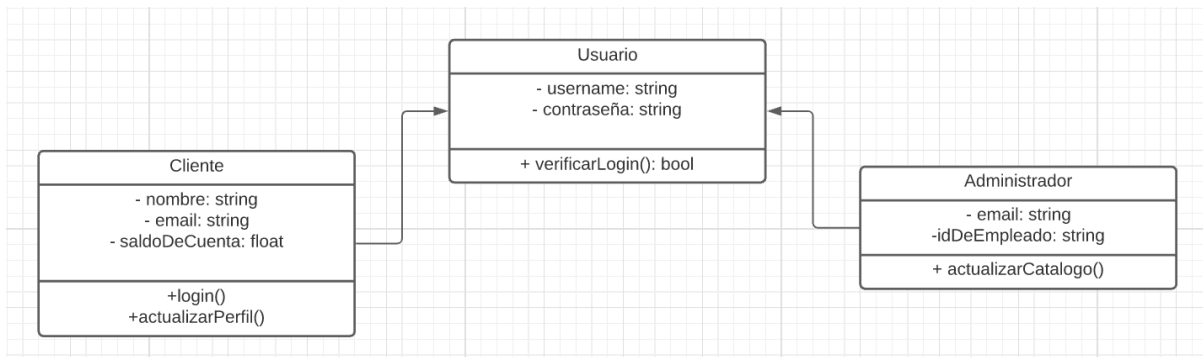 Usuario
- username: string
- contraseña: string
+ verificarLogin(): bool
Cliente
- nombre: string
- email: string
- saldoDeCuenta: float
+login()
+actualizarPerfil()
Administrador
- email: string
-idDeEmpleado: string
+ actualizarCatalogo()